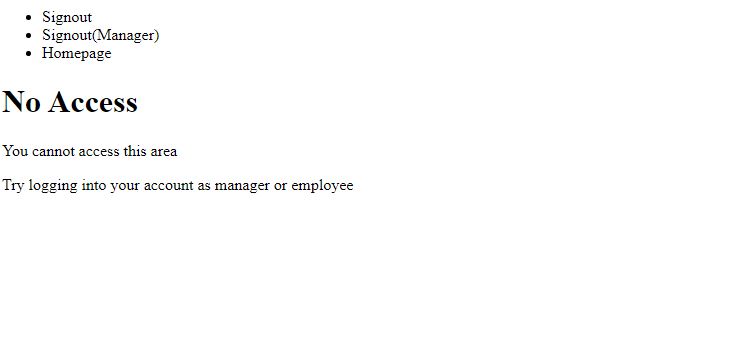 Signout
Signout(Manager)
Homepage
No Access
You cannot access this area
Try logging into your account as manager or employee